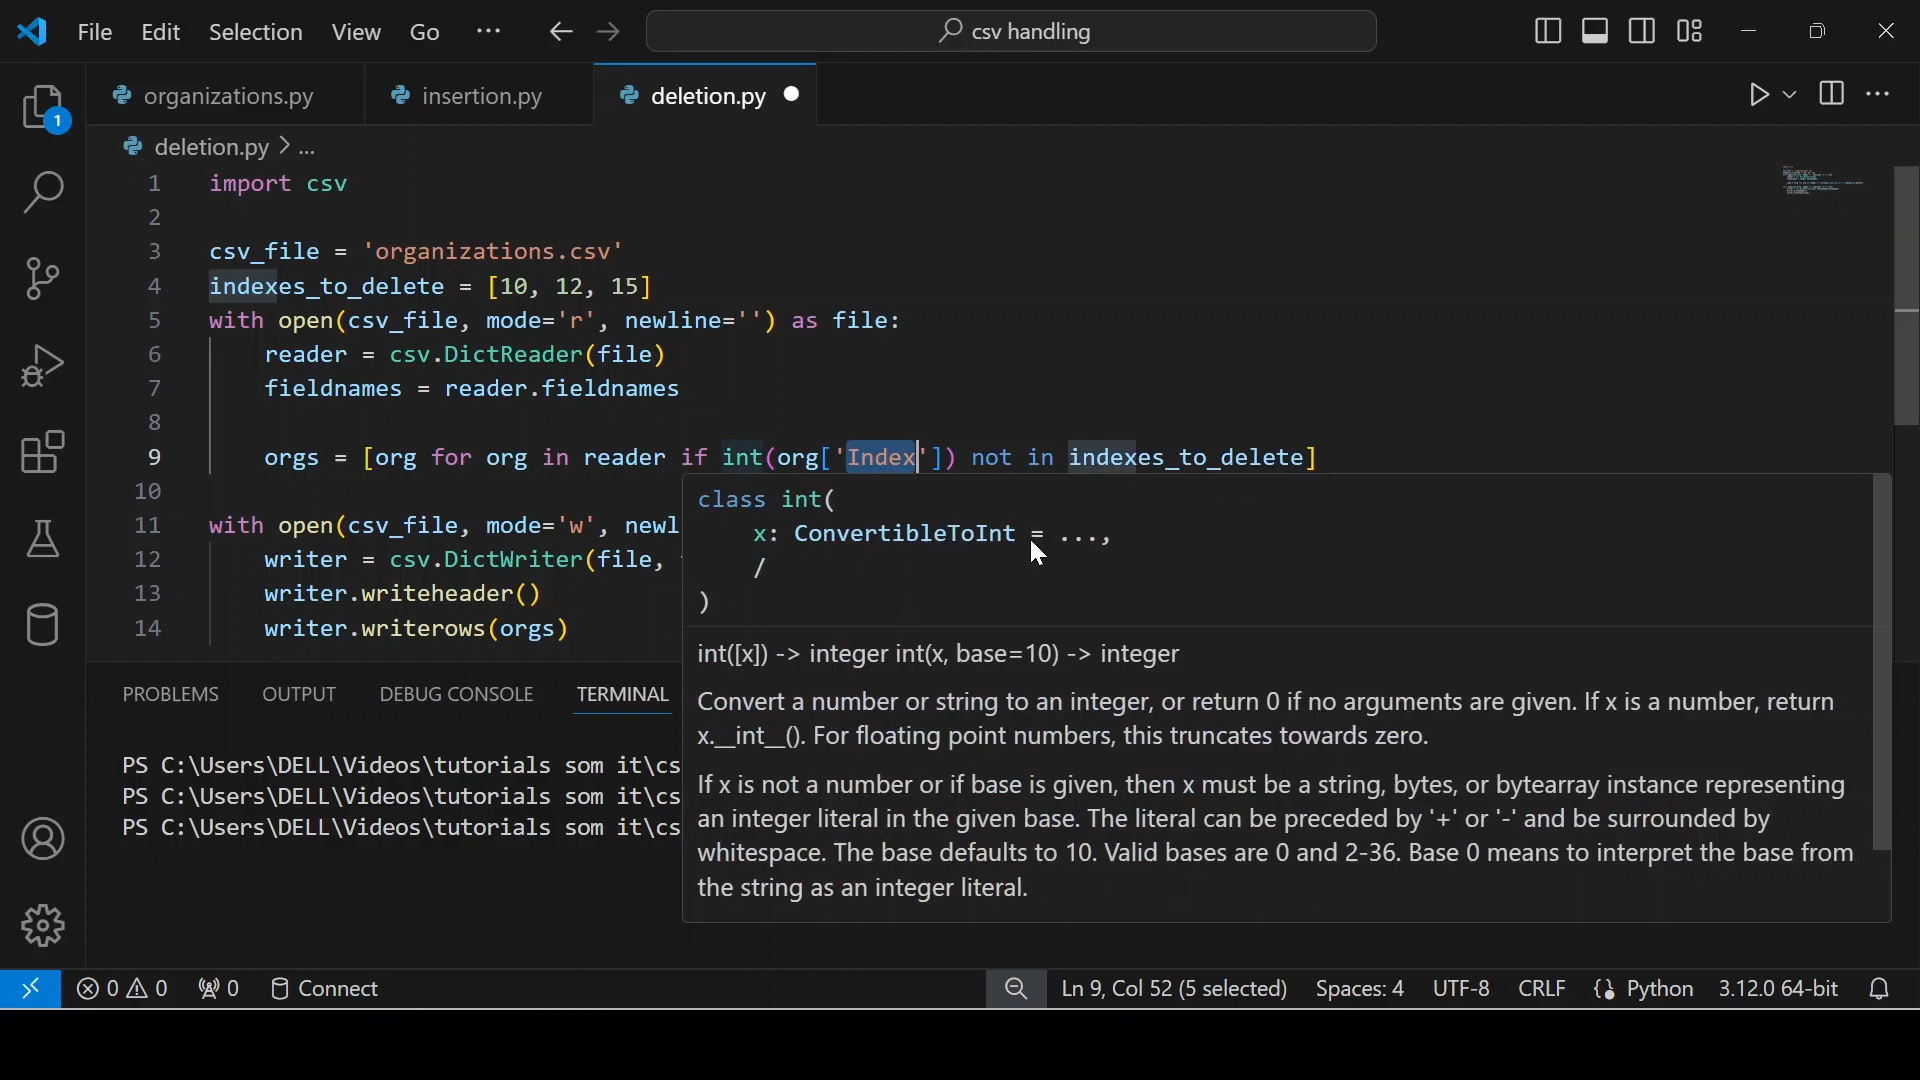 File Edit Selection View Go ··· csv handling
organizations.py insertion.py deletion.py
1
deletion.py > ...
1 import csv
2
3 csv_file = 'organizations.csv'
4 indexes_to_delete = [10, 12, 15]
5 with open(csv_file, mode='r', newline='') as file:
6 reader = csv.DictReader(file)
7 fieldnames = reader.fieldnames
8
9 orgs = [org for org in reader if int(org['Index']) not in indexes_to_delete]
10
11 with open(csv_file, mode='w', newl
12 writer = csv.DictWriter(file,
13 writer.writeheader()
14 writer.writerows(orgs)
class int(
x: ConvertibleToInt = ...,
/
)
int([x]) -> integer int(x, base=10) -> integer
Convert a number or string to an integer, or return 0 if no arguments are given. If x is a number, return
x.__int__(). For floating point numbers, this truncates towards zero.
If x is not a number or if base is given, then x must be a string, bytes, or bytearray instance representing
an integer literal in the given base. The literal can be preceded by '+' or '-' and be surrounded by
whitespace. The base defaults to 10. Valid bases are 0 and 2-36. Base 0 means to interpret the base from
the string as an integer literal.
PROBLEMS OUTPUT DEBUG CONSOLE TERMINAL
PS C:\Users\DELL\Videos\tutorials som it\cs
PS C:\Users\DELL\Videos\tutorials som it\cs
PS C:\Users\DELL\Videos\tutorials som it\cs
0 0 0 Connect Ln 9, Col 52 (5 selected) Spaces: 4 UTF-8 CRLF Python 3.12.0 64-bit